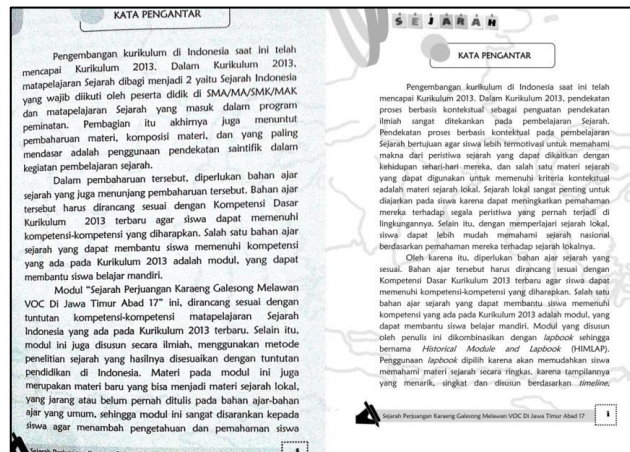 KATA PENGANTAR
Pengembangan kurikulum di Indonesia saat ini telah
mencapai Kurikulum 2013. Dalam Kurikulum 2013,
matapelajaran Sejarah dibagi menjadi 2 yaitu Sejarah Indonesia
yang wajib diikuti oleh peserta didik di SMA/MA/SMK/MAK
dan matapelajaran Sejarah yang masuk dalam program
peminatan. Pembagian itu akhirnya juga menuntut
pembaharuan materi, komposisi materi, dan yang paling
mendasar adalah penggunaan pendekatan saintifik dalam
kegiatan pembelajaran sejarah.
Dalam pembaharuan tersebut, diperlukan bahan ajar
sejarah yang juga menunjang pembaharuan tersebut. Bahan ajar
tersebut harus dirancang sesuai dengan Kompetensi Dasar
Kurikulum 2013 terbaru agar siswa dapat memenuhi
kompetensi-kompetensi yang diharapkan. Salah satu bahan ajar
sejarah yang dapat membantu siswa memenuhi kompetensi
yang ada pada Kurikulum 2013 adalah modul, yang dapat
membantu siswa belajar mandiri.
Modul "Sejarah Perjuangan Karaeng Galesong Melawan
VOC Di Jawa Timur Abad 17" ini, dirancang sesuai dengan
tuntutan kompetensi-kompetensi matapelajaran Sejarah
Indonesia yang ada pada Kurikulum 2013 terbaru. Selain itu,
modul ini juga disusun secara ilmiah, menggunakan metode
penelitian sejarah yang hasilnya disesuaikan dengan tuntutan
pendidikan di Indonesia. Materi pada modul ini juga
merupakan materi baru yang bisa menjadi materi sejarah lokal,
yang jarang atau belum pernah ditulis pada bahan ajar-bahan
ajar yang umum, sehingga modul ini sangat disarankan kepada
siswa agar menambah pengetahuan dan pemahaman siswa
SEJARAH
KATA PENGANTAR
Pengembangan kurikulum di Indonesia saat ini telah
mencapai Kurikulum 2013. Dalam Kurikulum 2013, pendekatan
proses berbasis kontekstual sebagai penguatan pendekatan
ilmiah sangat ditekankan pada pembelajaran Sejarah.
Pendekatan proses berbasis kontektual pada pembelajaran
Sejarah bertujuan agar siswa lebih termotivasi untuk memahami
makna dari peristiwa sejarah yang dapat dikaitkan dengan
kehidupan sehari-hari mereka, dan salah satu materi sejarah
yang dapat digunakan untuk memenuhi kriteria kontekstual
adalah materi sejarah lokal. Sejarah lokal sangat penting untuk
diajarkan pada siswa karena dapat meningkatkan pemahaman
mereka terhadap segala peristiwa yang pernah terjadi di
lingkungannya. Selain itu, dengan memperlajari sejarah lokal,
siswa dapat lebih mudah memahami sejarah nasional
berdasarkan pemahaman mereka terhadap sejarah lokalnya.
Oleh karena itu, diperlukan bahan ajar sejarah yang
sesuai. Bahan ajar tersebut harus dirancang sesuai dengan
Kompetensi Dasar Kurikulum 2013 terbaru agar siswa dapat
memenuhi kompetensi-kompetensi yang diharapkan. Salah satu
bahan ajar sejarah yang dapat membantu siswa memenuhi
kompetensi yang ada pada Kurikulum 2013 adalah modul, yang
dapat membantu siswa belajar mandiri. Modul yang disusun
oleh penulis ini dikombinasikan dengan lapbook sehingga
bernama Historical Module and Lapbook (HIMLAP).
Penggunaan lapbook dipilih karena akan memudahkan siswa
memahami materi sejarah secara ringkas, karena tampilannya
yang menarik, singkat dan disusun berdasarkan timeline,
Sejarah Perjuangan Karaeng Galesong Melawan VOC Di Jawa Timur Abad 17
i